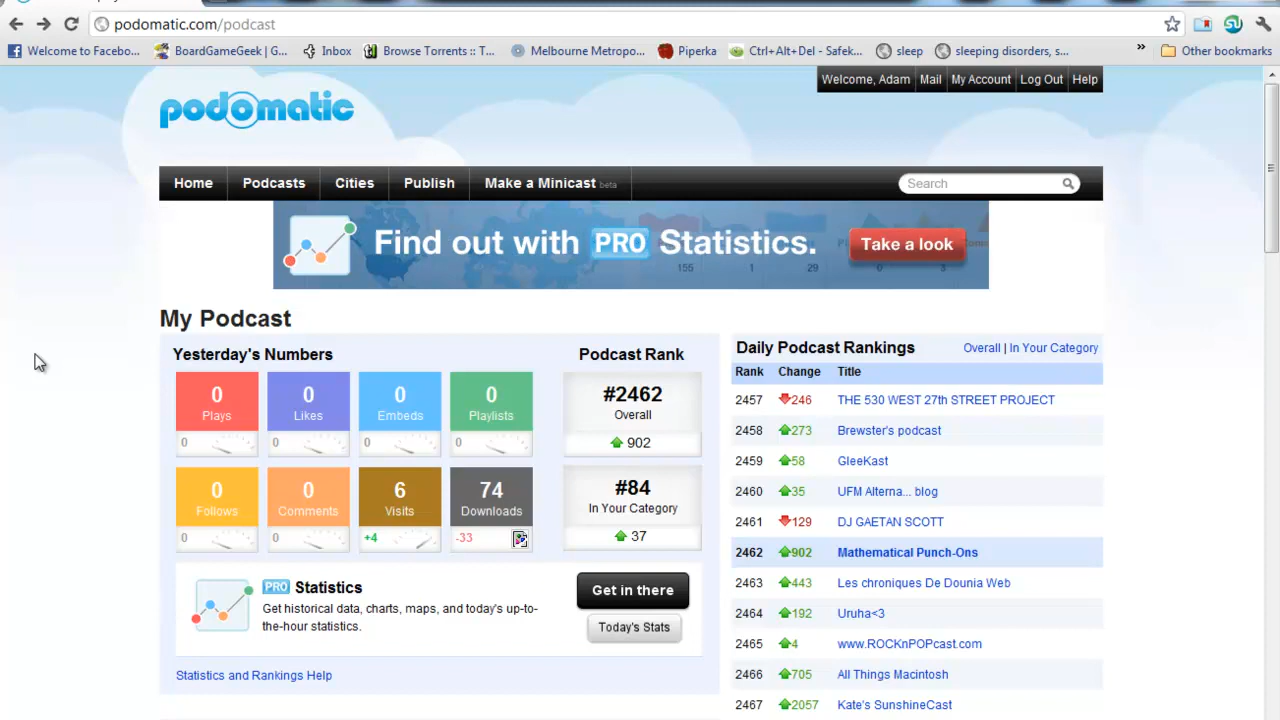 podomatic.com/podcast
Welcome to Facebo... BoardGameGeek | G... Inbox Browse Torrents :: T... Melbourne Metropo... Piperka Ctrl+Alt+Del - Safek... sleep sleeping disorders, s... » Other bookmarks
Welcome, Adam Mail My Account Log Out Help
podomatic
Home Podcasts Cities Publish Make a Minicast beta Search
Find out with PRO Statistics. Take a look
155 1 29 0 3
My Podcast
Yesterday's Numbers Podcast Rank
0 Plays 0
0 Likes 0
0 Embeds 0
0 Playlists 0
#2462
Overall
902
0 Follows 0
0 Comments 0
6 Visits +4
74 Downloads -33
#84
In Your Category
37
PRO Statistics
Get historical data, charts, maps, and today's up-to-
the-hour statistics.
Get in there
Today's Stats
Statistics and Rankings Help
Daily Podcast Rankings Overall | In Your Category
Rank Change Title
2457 246 THE 530 WEST 27th STREET PROJECT
2458 273 Brewster's podcast
2459 58 GleeKast
2460 35 UFM Alterna... blog
2461 129 DJ GAETAN SCOTT
2462 902 Mathematical Punch-Ons
2463 443 Les chroniques De Dounia Web
2464 192 Uruha<3
2465 4 www.ROCKnPOPcast.com
2466 705 All Things Macintosh
2467 2057 Kate's SunshineCast